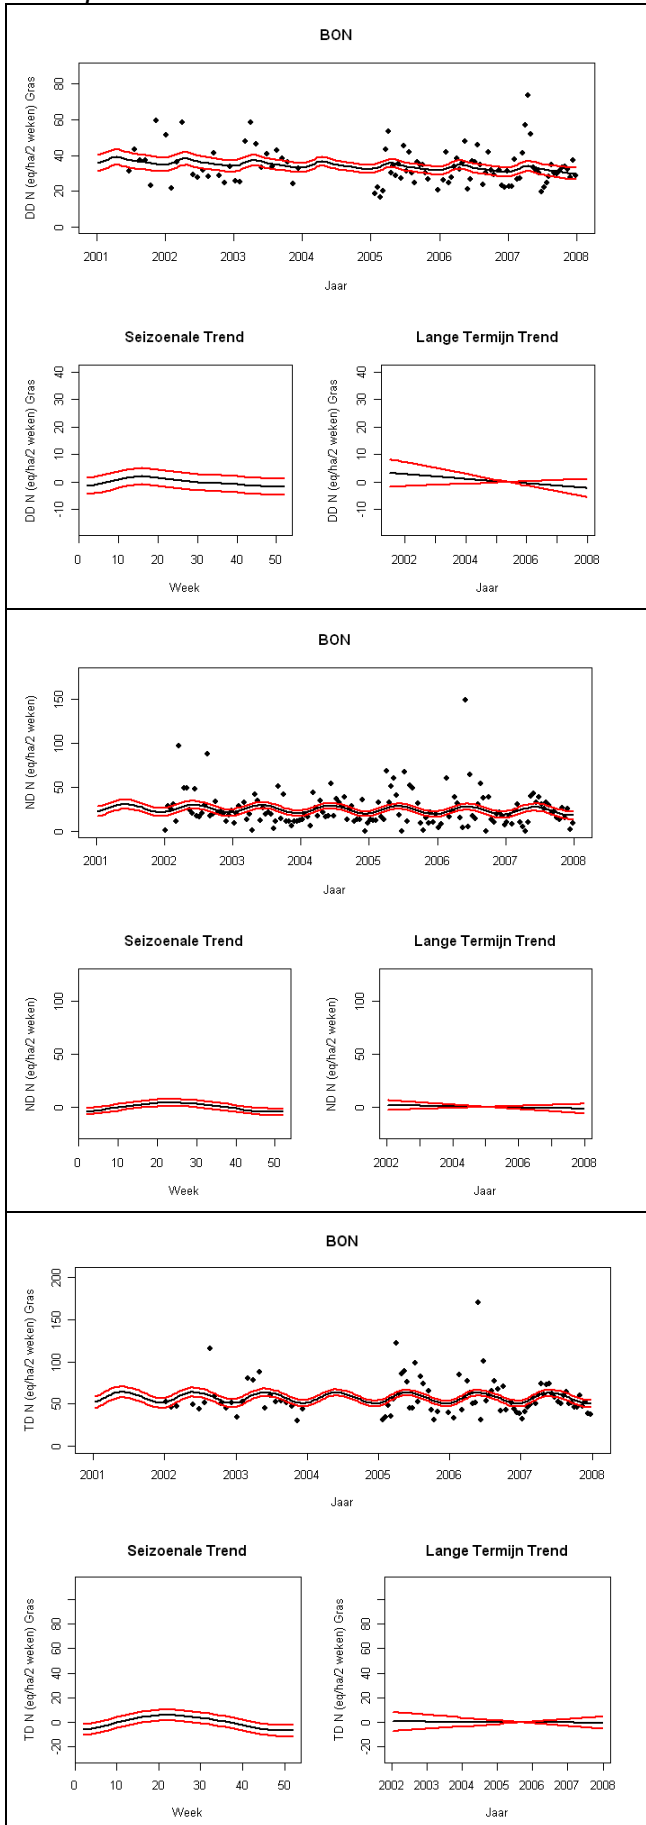 BON
DD N (eq/ha/2 weken) Gras
0 20 40 60 80
2001 2002 2003 2004 2005 2006 2007 2008
Jaar
Seizoenale Trend
DD N (eq/ha/2 weken) Gras
-10 0 10 20 30 40
0 10 20 30 40 50
Week
Lange Termijn Trend
DD N (eq/ha/2 weken) Gras
-10 0 10 20 30 40
2002 2004 2006 2008
Jaar
BON
ND N (eq/ha/2 weken)
0 50 100 150
2001 2002 2003 2004 2005 2006 2007 2008
Jaar
Seizoenale Trend
ND N (eq/ha/2 weken)
0 50 100
0 10 20 30 40 50
Week
Lange Termijn Trend
ND N (eq/ha/2 weken)
0 50 100
2002 2004 2006 2008
Jaar
BON
TD N (eq/ha/2 weken) Gras
0 50 100 150 200
2001 2002 2003 2004 2005 2006 2007 2008
Jaar
Seizoenale Trend
TD N (eq/ha/2 weken) Gras
-20 0 20 40 60 80
0 10 20 30 40 50
Week
Lange Termijn Trend
TD N (eq/ha/2 weken) Gras
-20 0 20 40 60 80
2002 2003 2004 2005 2006 2007 2008
Jaar